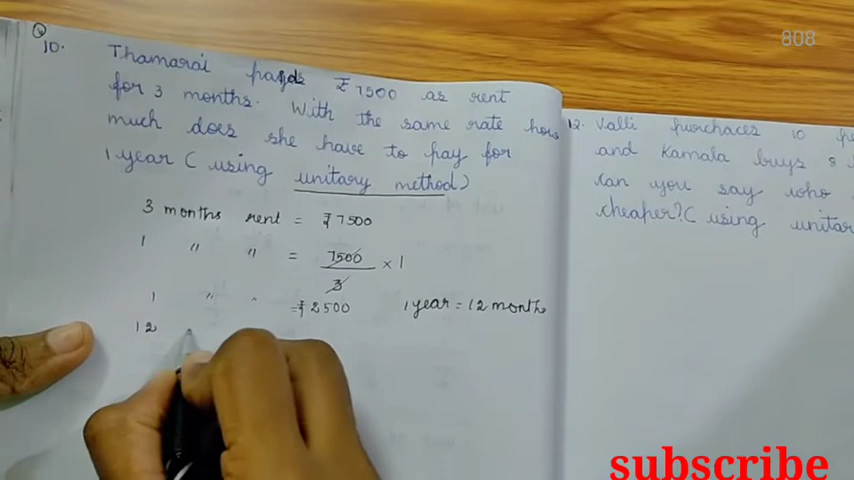 808
Q
10. Thamarai pays ₹ 7500 as rent
for 3 months. With the same rate how
much does she have to pay for
1 year ( using unitary method)
3 months rent = ₹ 7500
1 " " = 7500 × 1
3
1 " " = ₹ 2500 1 year = 12 months
12 "
12. Valli purchaces 10
and Kamala buys 8
can you say who
cheaper? ( using unitar
subscribe